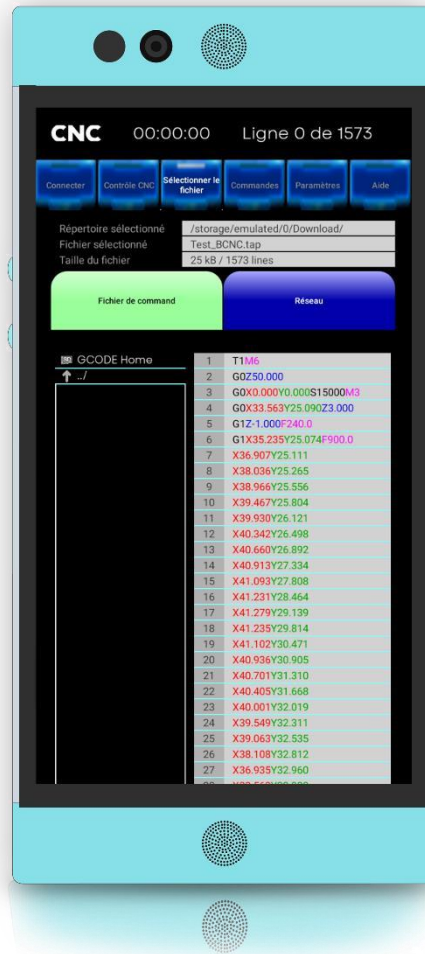 CNC 00:00:00 Ligne 0 de 1573
Connecter Contrôle CNC Sélectionner le fichier Commandes Paramètres Aide
Répertoire sélectionné /storage/emulated/0/Download/
Fichier sélectionné Test_BCNC.tap
Taille du fichier 25 kB / 1573 lines
Fichier de command Réseau
GCODE Home
../
1 T1M6
2 G0Z50.000
3 G0X0.000Y0.000S15000M3
4 G0X33.563Y25.090Z3.000
5 G1Z-1.000F240.0
6 G1X35.235Y25.074F900.0
7 X36.907Y25.111
8 X38.036Y25.265
9 X38.966Y25.556
10 X39.467Y25.804
11 X39.930Y26.121
12 X40.342Y26.498
13 X40.660Y26.892
14 X40.913Y27.334
15 X41.093Y27.808
16 X41.231Y28.464
17 X41.279Y29.139
18 X41.235Y29.814
19 X41.102Y30.471
20 X40.936Y30.905
21 X40.701Y31.310
22 X40.405Y31.668
23 X40.001Y32.019
24 X39.549Y32.311
25 X39.063Y32.535
26 X38.108Y32.812
27 X36.935Y32.960